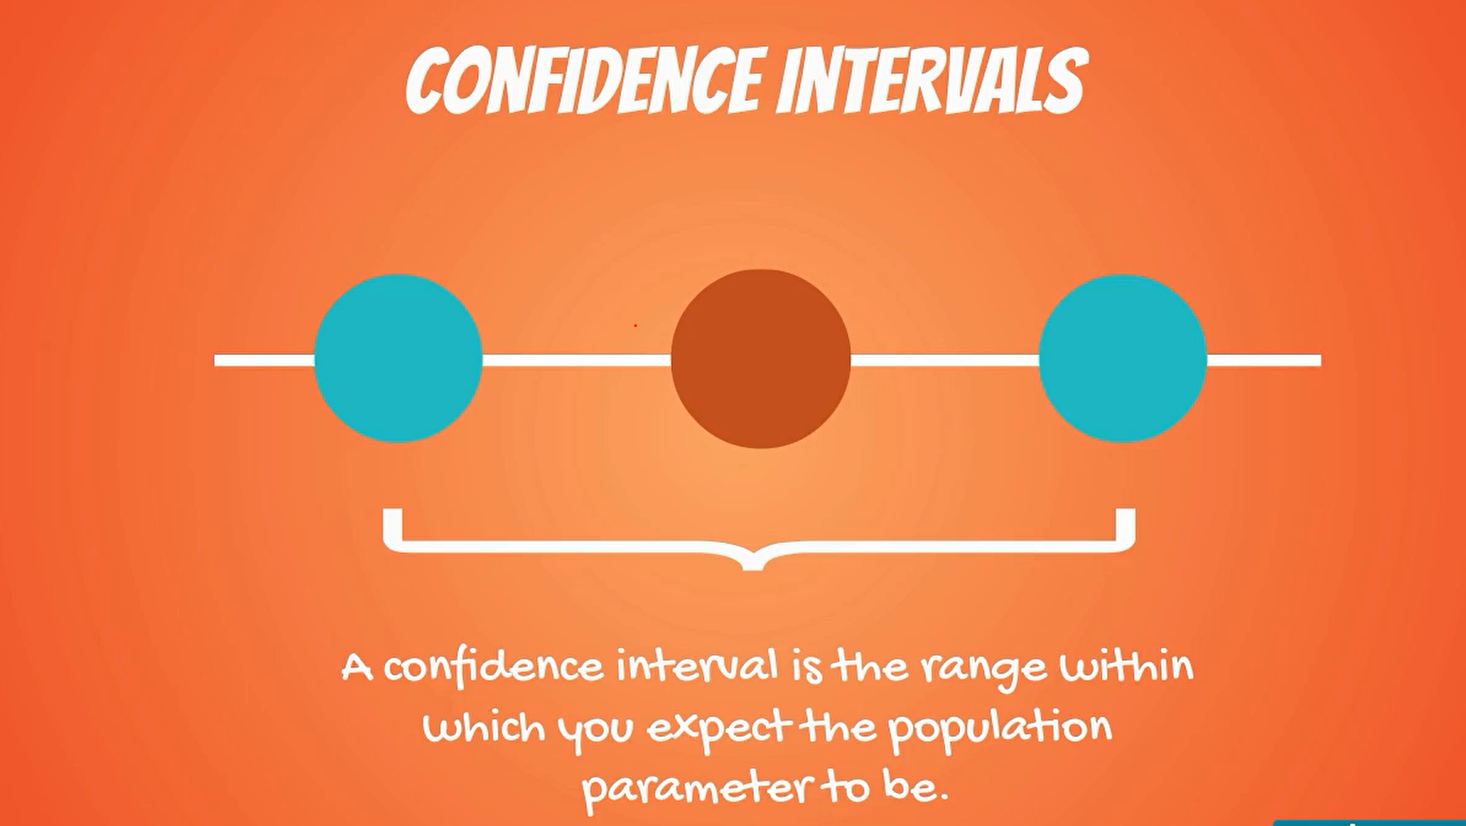 CONFIDENCE INTERVALS
A confidence interval is the range within
which you expect the population
parameter to be.